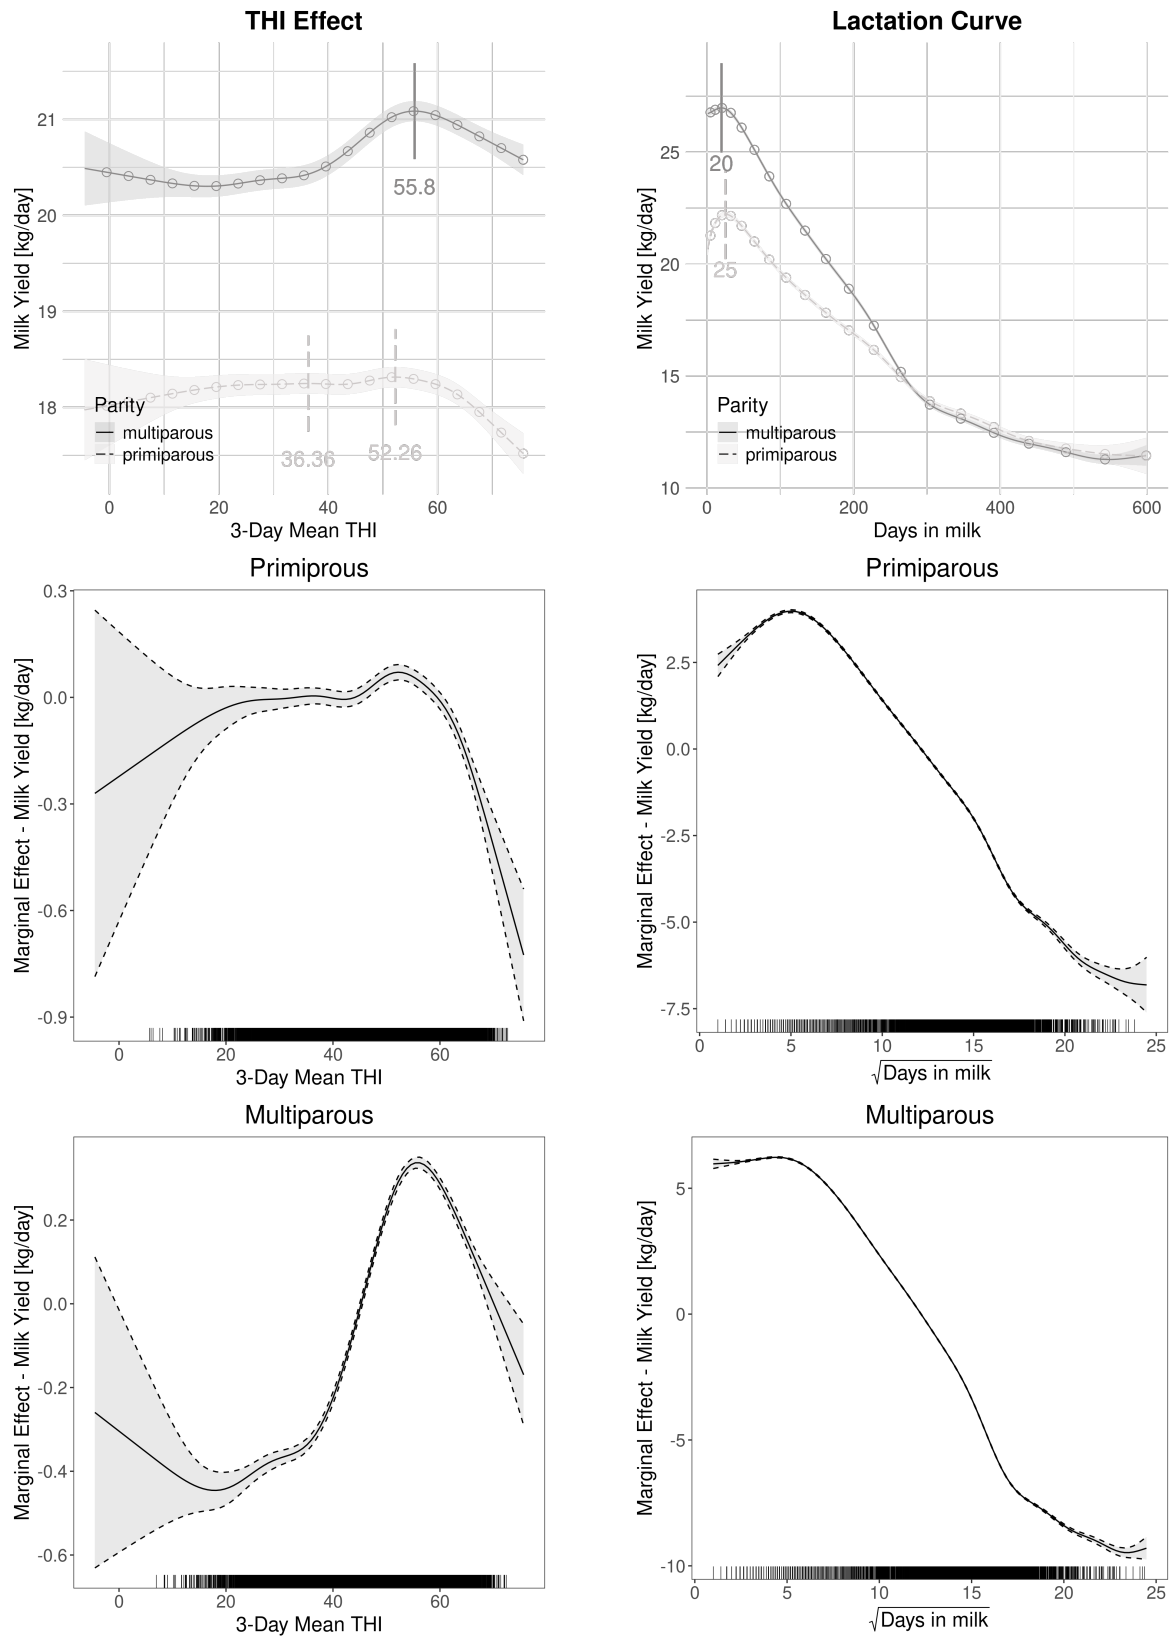 THI Effect
Milk Yield [kg/day]
21
20
19
18
55.8
36.36
52.26
Parity
multiparous
primiparous
0 20 40 60
3-Day Mean THI
Lactation Curve
Milk Yield [kg/day]
25
20
15
10
20
25
Parity
multiparous
primiparous
0 200 400 600
Days in milk
Primiprous
Marginal Effect - Milk Yield [kg/day]
0.3
0.0
-0.3
-0.6
-0.9
0 20 40 60
3-Day Mean THI
Primiparous
Marginal Effect - Milk Yield [kg/day]
2.5
0.0
-2.5
-5.0
-7.5
0 5 10 15 20 25
√Days in milk
Multiparous
Marginal Effect - Milk Yield [kg/day]
0.2
0.0
-0.2
-0.4
-0.6
0 20 40 60
3-Day Mean THI
Multiparous
Marginal Effect - Milk Yield [kg/day]
5
0
-5
-10
0 5 10 15 20 25
√Days in milk